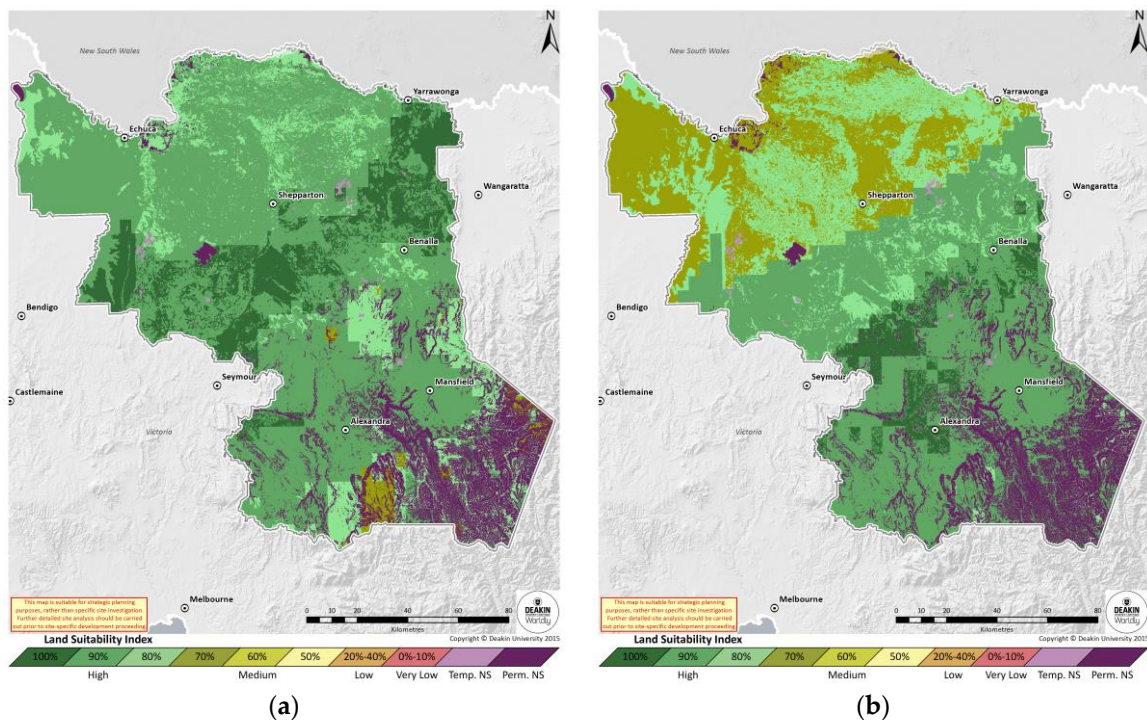 New South Wales
N
Yarrawonga
Echuca
Shepparton
Wangaratta
Benalla
Bendigo
Seymour
Mansfield
Castlemaine
Victoria
Alexandra
Melbourne
This map is suitable for strategic planning
purposes, rather than specific site investigation.
Further detailed site analysis should be carried
out prior to site-specific development proceeding
0 10 20 40 60 80
Kilometres
DEAKIN
Worldly
Land Suitability Index
Copyright © Deakin University 2015
100% 90% 80% 70% 60% 50% 20%-40% 0%-10% Temp. NS Perm. NS
High Medium Low Very Low
(a)
New South Wales
N
Yarrawonga
Echuca
Shepparton
Wangaratta
Benalla
Bendigo
Seymour
Mansfield
Castlemaine
Victoria
Alexandra
Melbourne
This map is suitable for strategic planning
purposes, rather than specific site investigation.
Further detailed site analysis should be carried
out prior to site-specific development proceeding
0 10 20 40 60 80
Kilometres
DEAKIN
Worldly
Land Suitability Index
Copyright © Deakin University 2015
100% 90% 80% 70% 60% 50% 20%-40% 0%-10% Temp. NS Perm. NS
High Medium Low Very Low
(b)